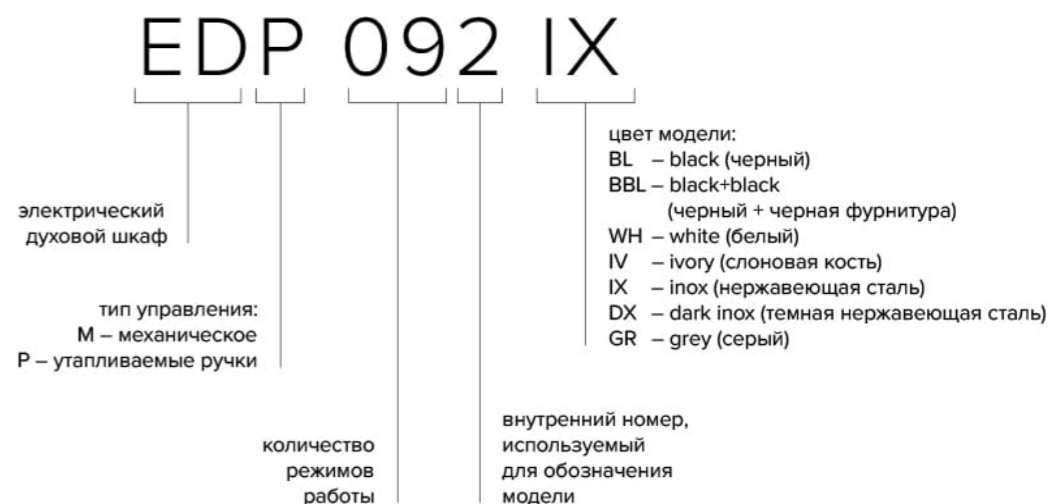 EDP 092 IX
электрический
духовой шкаф
тип управления:
M – механическое
P – утапливаемые ручки
количество
режимов
работы
внутренний номер,
используемый
для обозначения
модели
цвет модели:
BL – black (черный)
BBL – black+black
(черный + черная фурнитура)
WH – white (белый)
IV – ivory (слоновая кость)
IX – inox (нержавеющая сталь)
DX – dark inox (темная нержавеющая сталь)
GR – grey (серый)